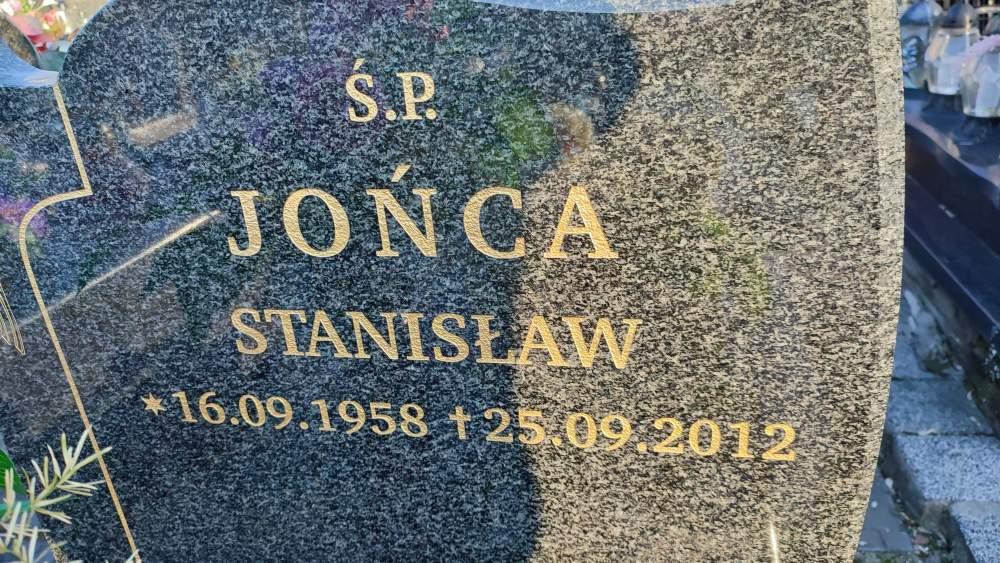 Ś.P.
JOŃCA
STANISŁAW
*16.09.1958 †25.09.2012